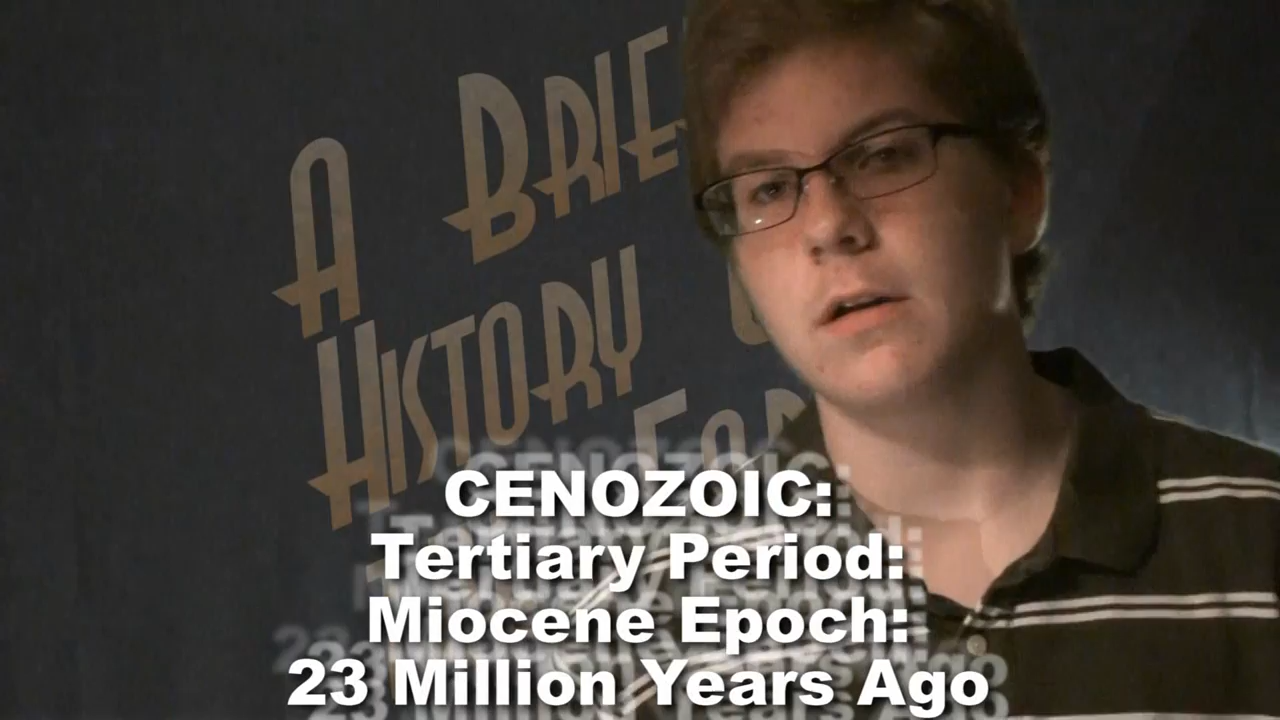 A BRIE
HISTORY
CENOZOIC:
Tertiary Period:
Miocene Epoch:
23 Million Years Ago